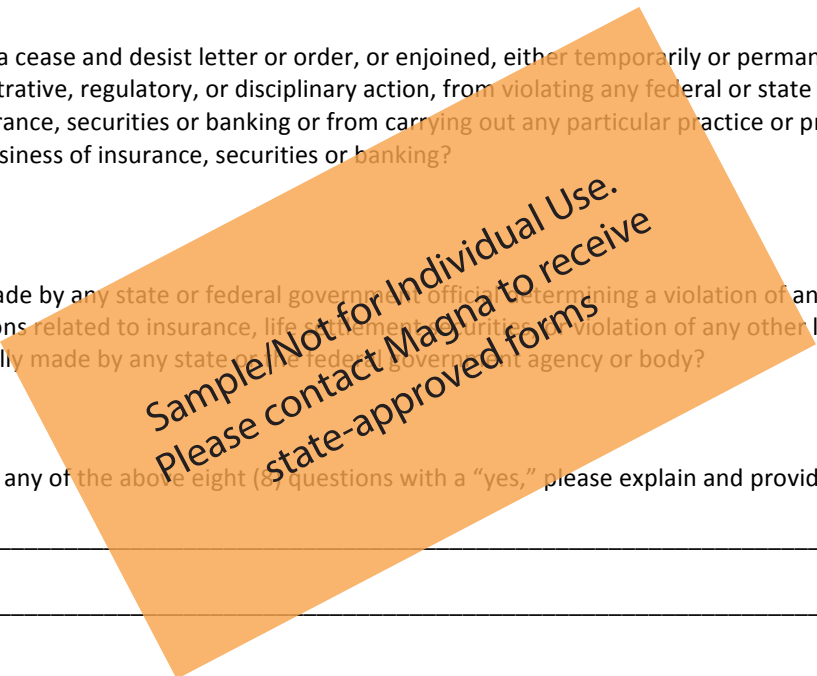 a cease and desist letter or order, or enjoined, either temporarily or perman
trative, regulatory, or disciplinary action, from violating any federal or state
rance, securities or banking or from carrying out any particular practice or pr
siness of insurance, securities or banking?
ade by any state or federal government official determining a violation of an
ons related to insurance, life settlement securities, or violation of any other l
lly made by any state or the federal government agency or body?
Sample/Not for Individual Use.
Please contact Magna to receive
state-approved forms
any of the above eight (8) questions with a “yes,” please explain and provid